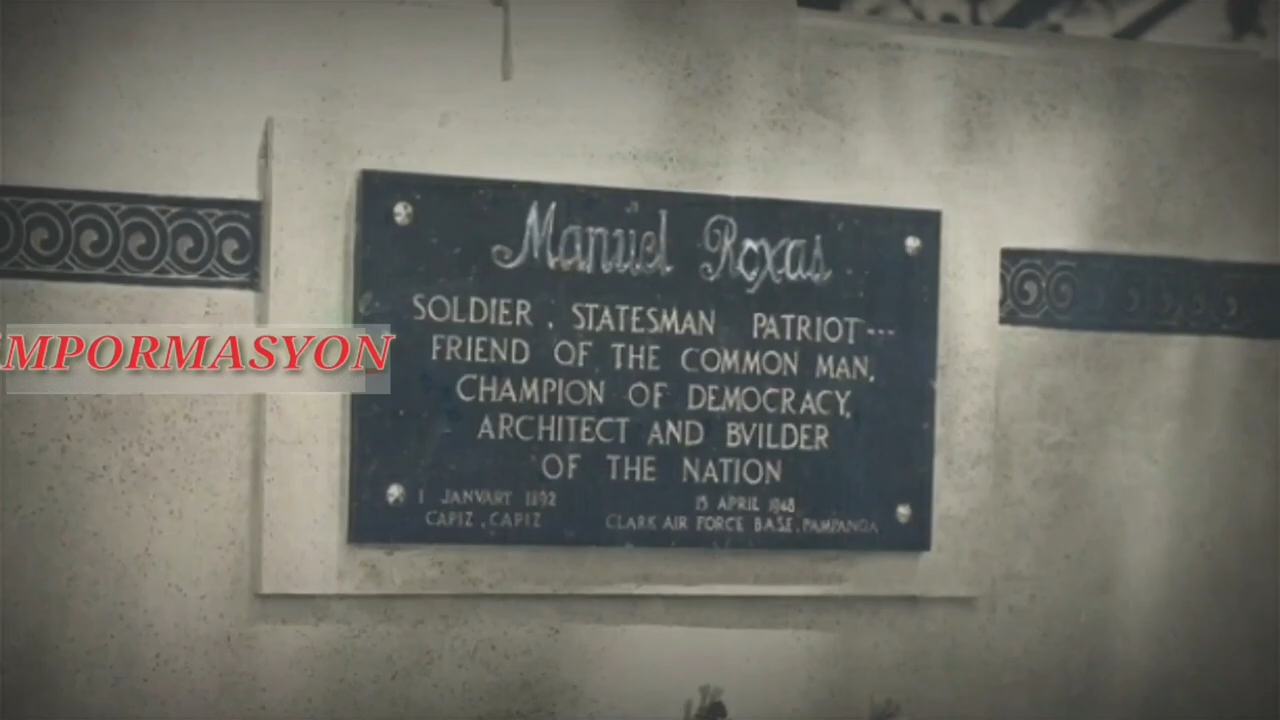 Manuel Roxas
SOLDIER . STATESMAN PATRIOT---
FRIEND OF THE COMMON MAN,
CHAMPION OF DEMOCRACY,
ARCHITECT AND BVILDER
OF THE NATION
1 JANVARY 1892
CAPIZ , CAPIZ
15 APRIL 1948
CLARK AIR FORCE BASE, PAMPANGA
IMPORMASYON